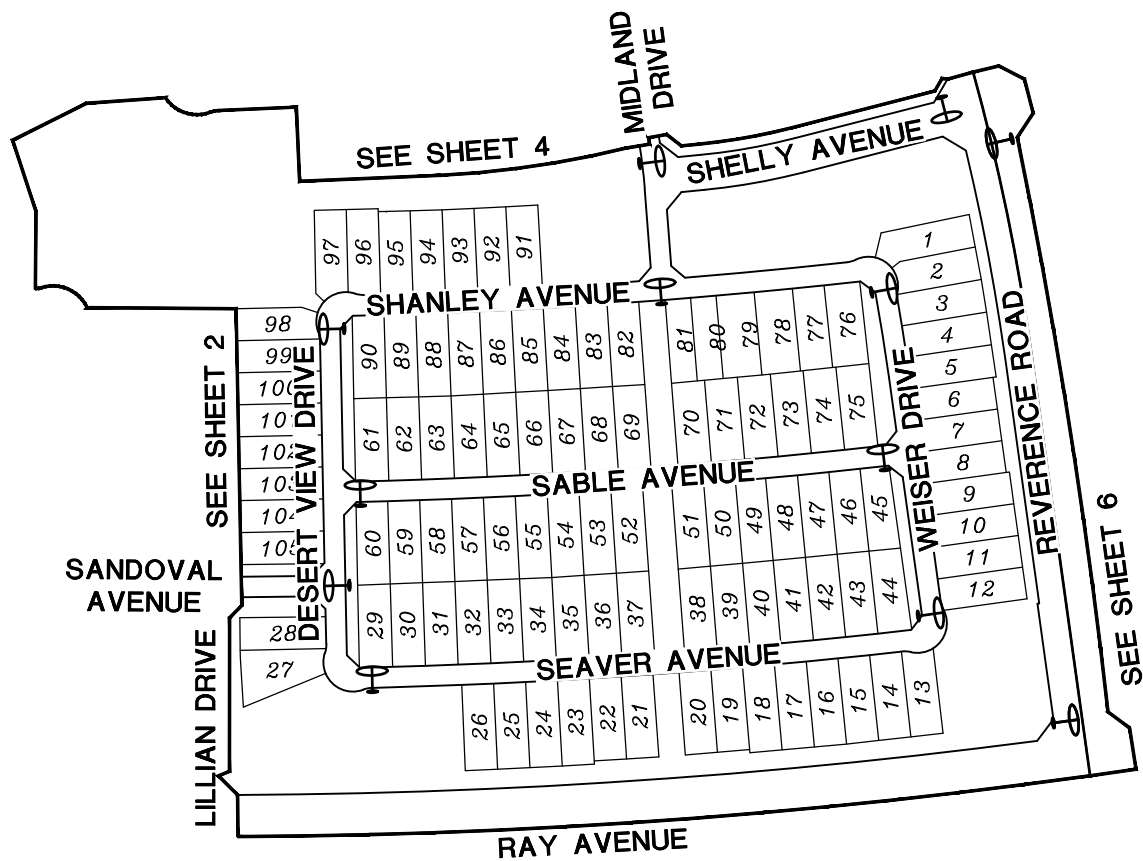 MIDLAND
DRIVE
SEE SHEET 4
SHELLY AVENUE
97 96 95 94 93 92 91
1
2
3
4
5
6
7
8
9
10
11
12
SHANLEY AVENUE
98
99
100
101
102
103
104
105
SEE SHEET 2
DESERT VIEW DRIVE
90 89 88 87 86 85 84 83 82 81 80 79 78 77 76
61 62 63 64 65 66 67 68 69 70 71 72 73 74 75
WEISER DRIVE
REVERENCE ROAD
SABLE AVENUE
60 59 58 57 56 55 54 53 52 51 50 49 48 47 46 45
29 30 31 32 33 34 35 36 37 38 39 40 41 42 43 44
SANDOVAL
AVENUE
28
27
LILLIAN DRIVE
SEAVER AVENUE
26 25 24 23 22 21 20 19 18 17 16 15 14 13
SEE SHEET 6
RAY AVENUE